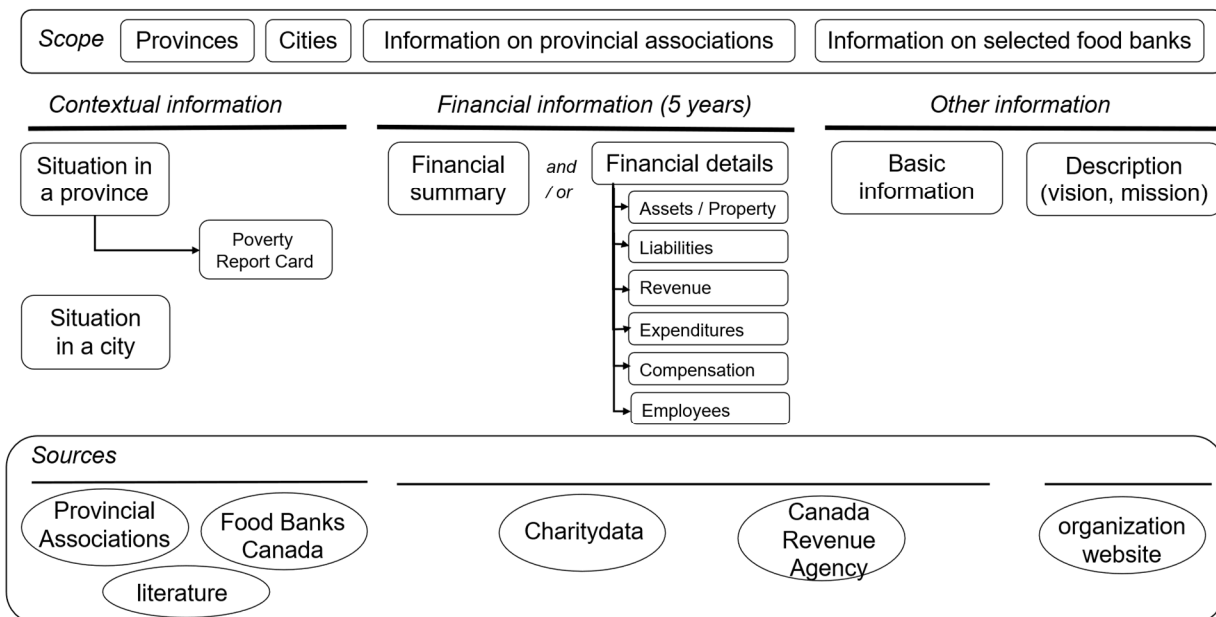 Scope
Provinces
Cities
Information on provincial associations
Information on selected food banks
Contextual information
Situation in
a province
Poverty
Report Card
Situation
in a city
Financial information (5 years)
Financial
summary
and
/ or
Financial details
Assets / Property
Liabilities
Revenue
Expenditures
Compensation
Employees
Other information
Basic
information
Description
(vision, mission)
Sources
Provincial
Associations
Food Banks
Canada
literature
Charitydata
Canada
Revenue
Agency
organization
website